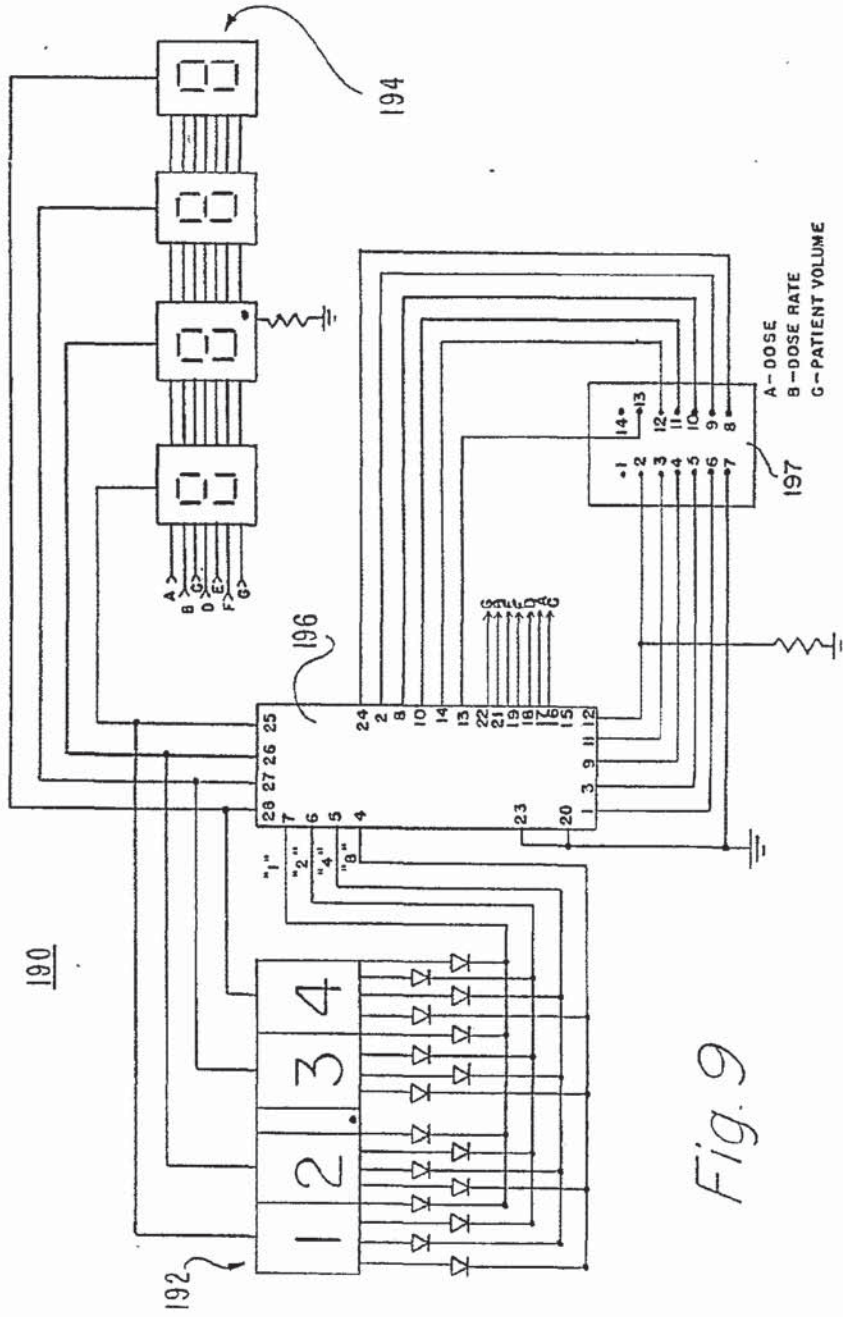 190
192
1 2 . 3 4
194
A
B
C
D
E
F
G
196
28 27 26 25
7
6
5
4
"1"
"2"
"4"
"8"
23
20
24
2
8
10
14
13
22
21
19
18
17
16
15
1 3 9 11 12
G
B
E
F
D
A
C
1 14
2 13
3 12
4 11
5 10
6 9
7 8
197
A–DOSE
B–DOSE RATE
C–PATIENT VOLUME
Fig. 9